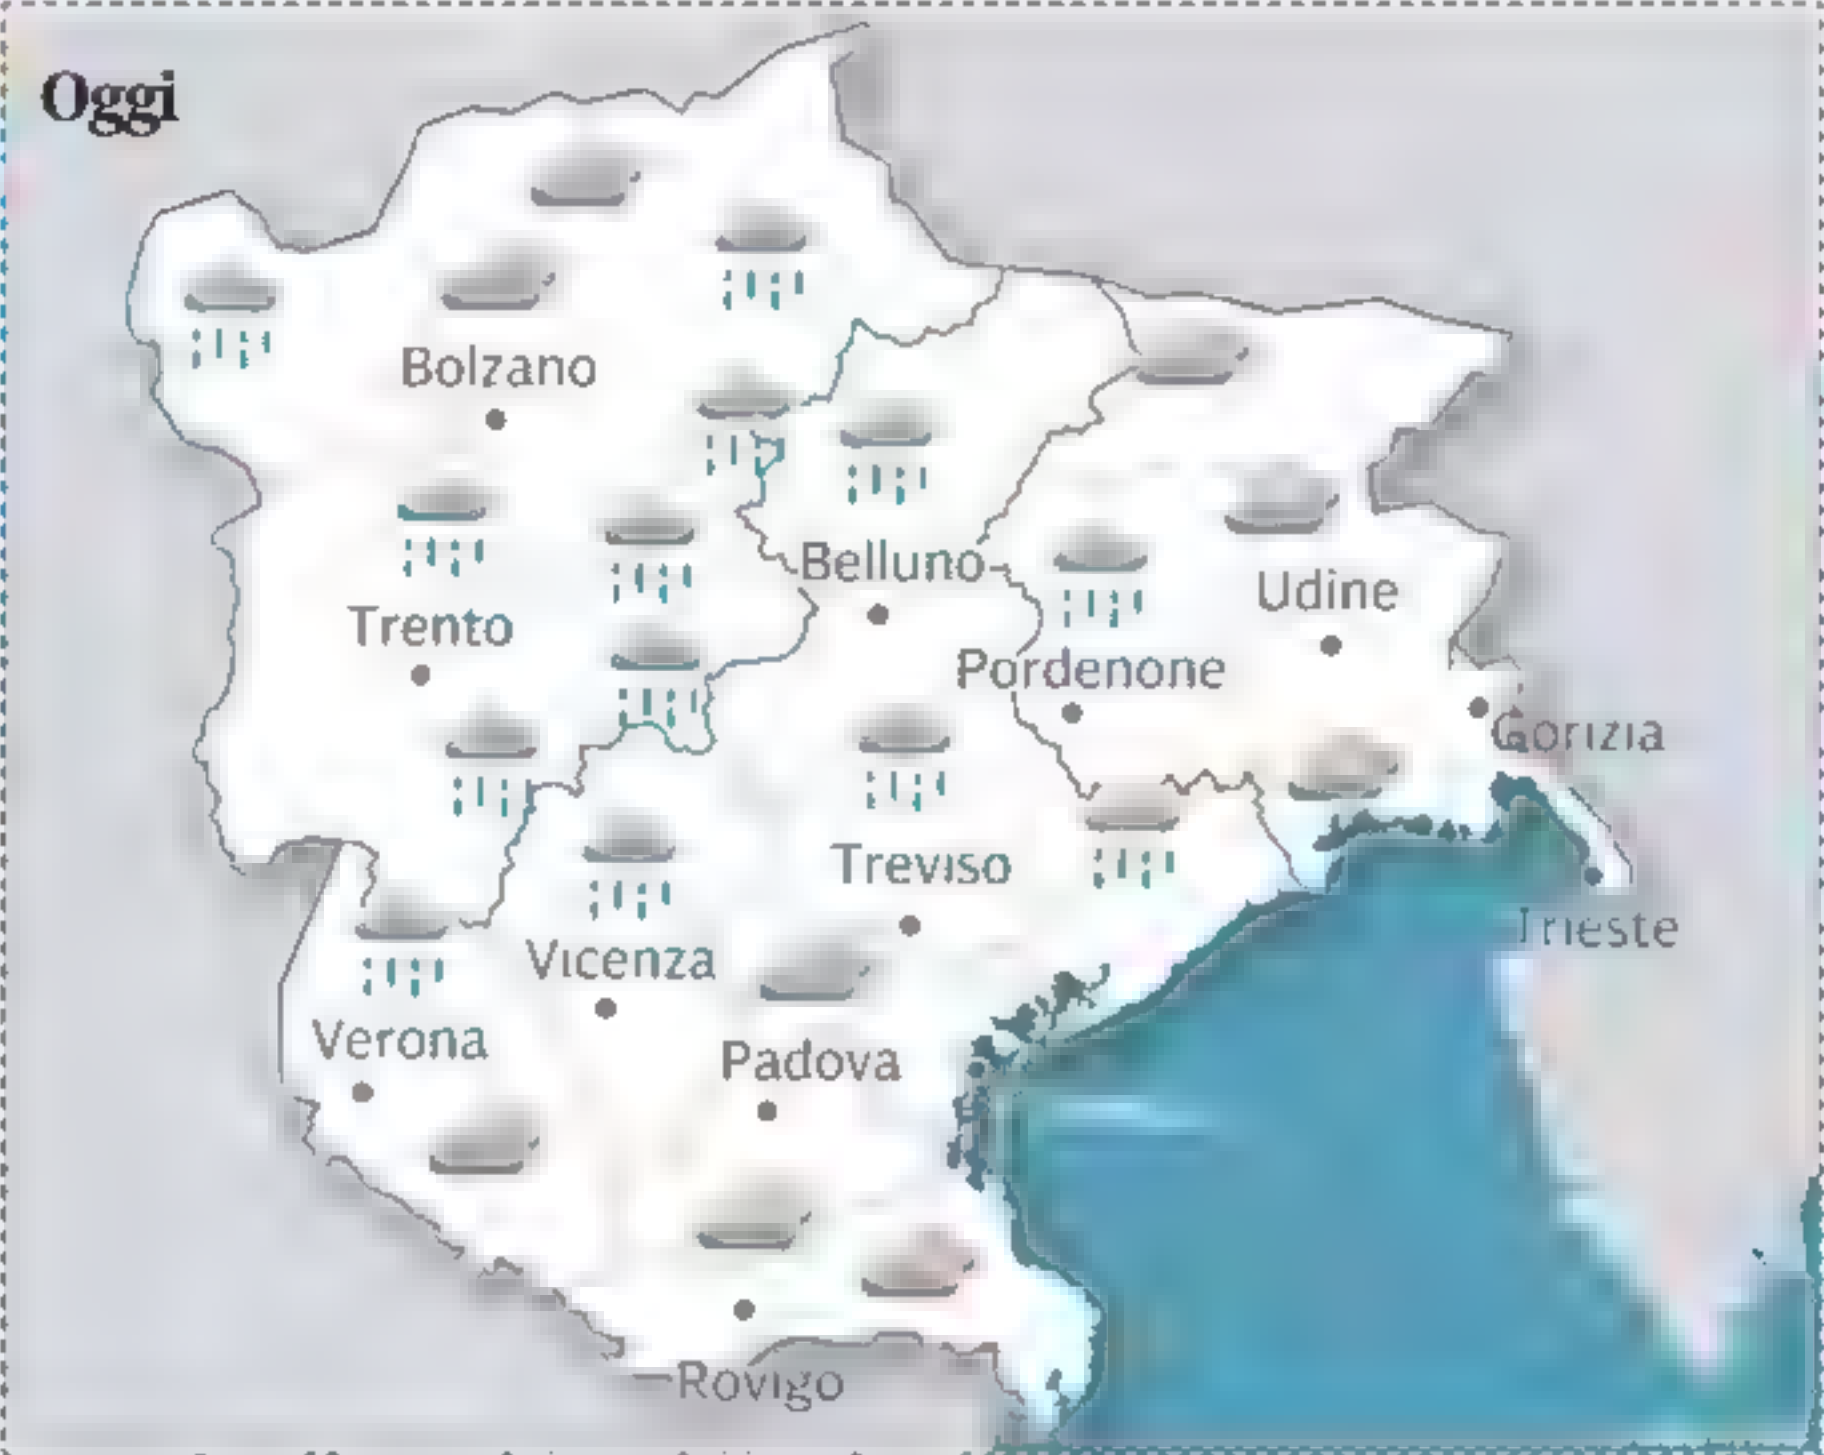 Oggi
Bolzano
Belluno
Udine
Trento
Pordenone
Gorizia
Treviso
Trieste
Vicenza
Verona
Padova
Rovigo